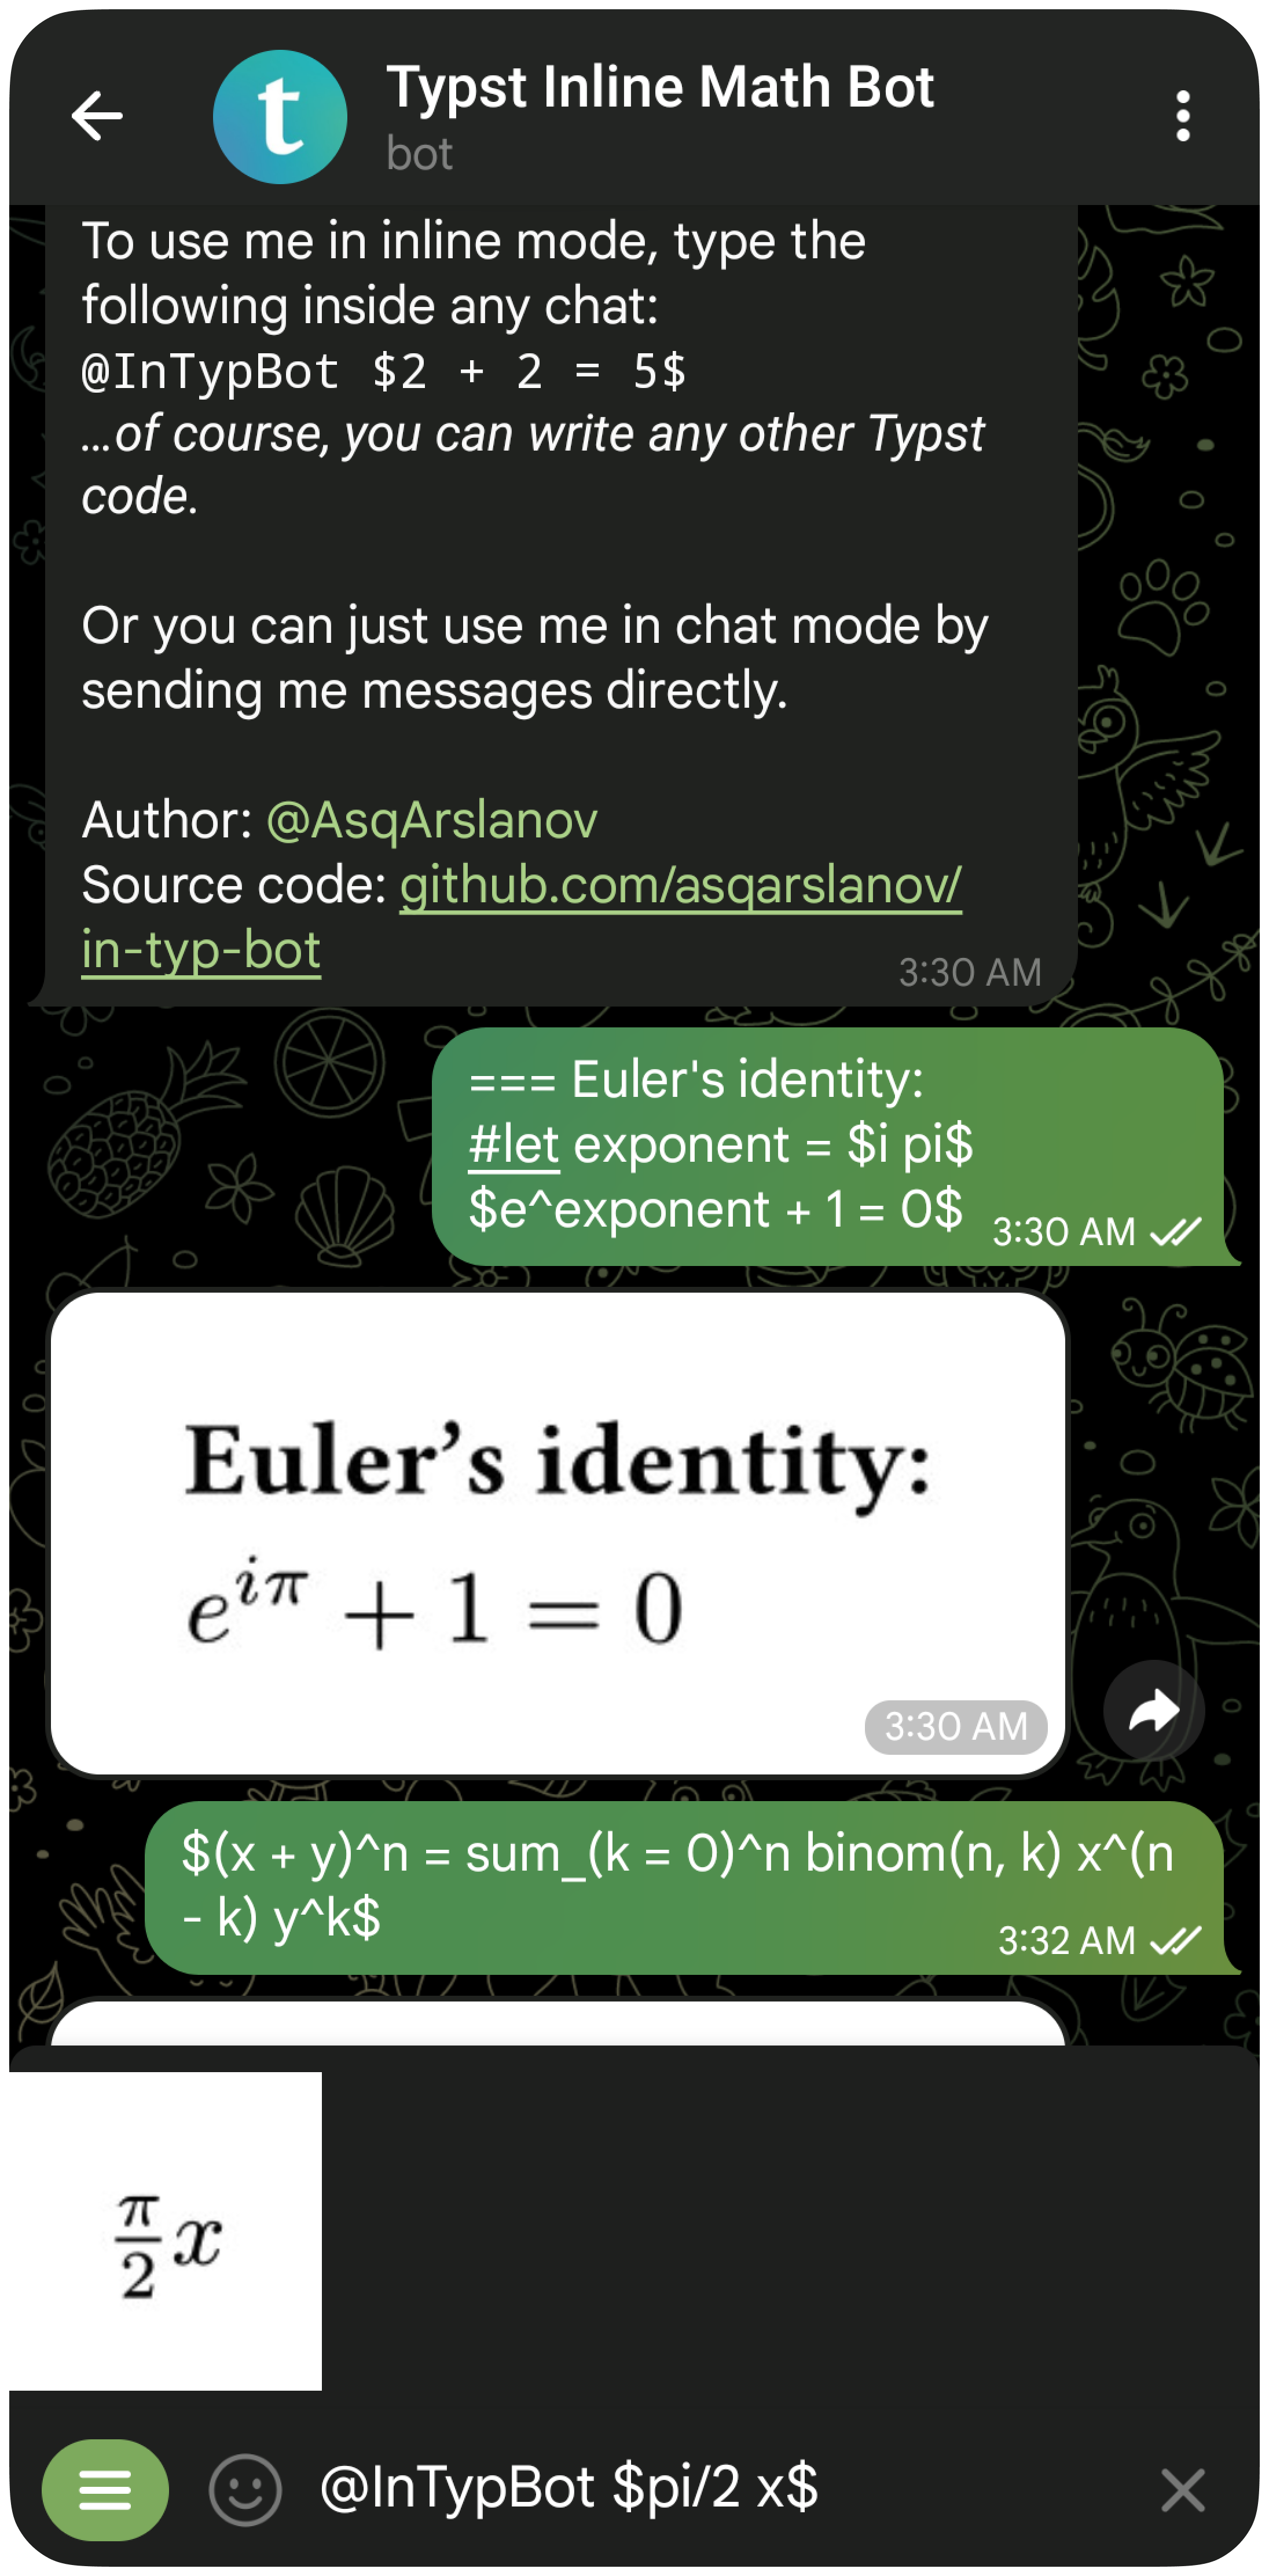 Typst Inline Math Bot
bot
To use me in inline mode, type the
following inside any chat:
@InTypBot $2 + 2 = 5$
...of course, you can write any other Typst
code.
Or you can just use me in chat mode by
sending me messages directly.
Author: @AsqArslanov
Source code: github.com/asqarslanov/
in-typ-bot
3:30 AM
=== Euler's identity:
#let exponent = $i pi$
$e^exponent + 1 = 0$
3:30 AM
Euler’s identity:
e^{iπ} + 1 = 0
3:30 AM
$(x + y)^n = sum_(k = 0)^n binom(n, k) x^(n
- k) y^k$
3:32 AM
π/2 x
@InTypBot $pi/2 x$